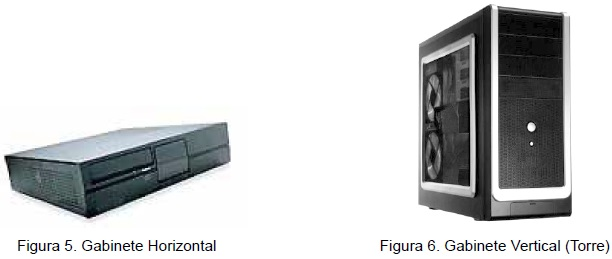 Figura 5. Gabinete Horizontal
Figura 6. Gabinete Vertical (Torre)